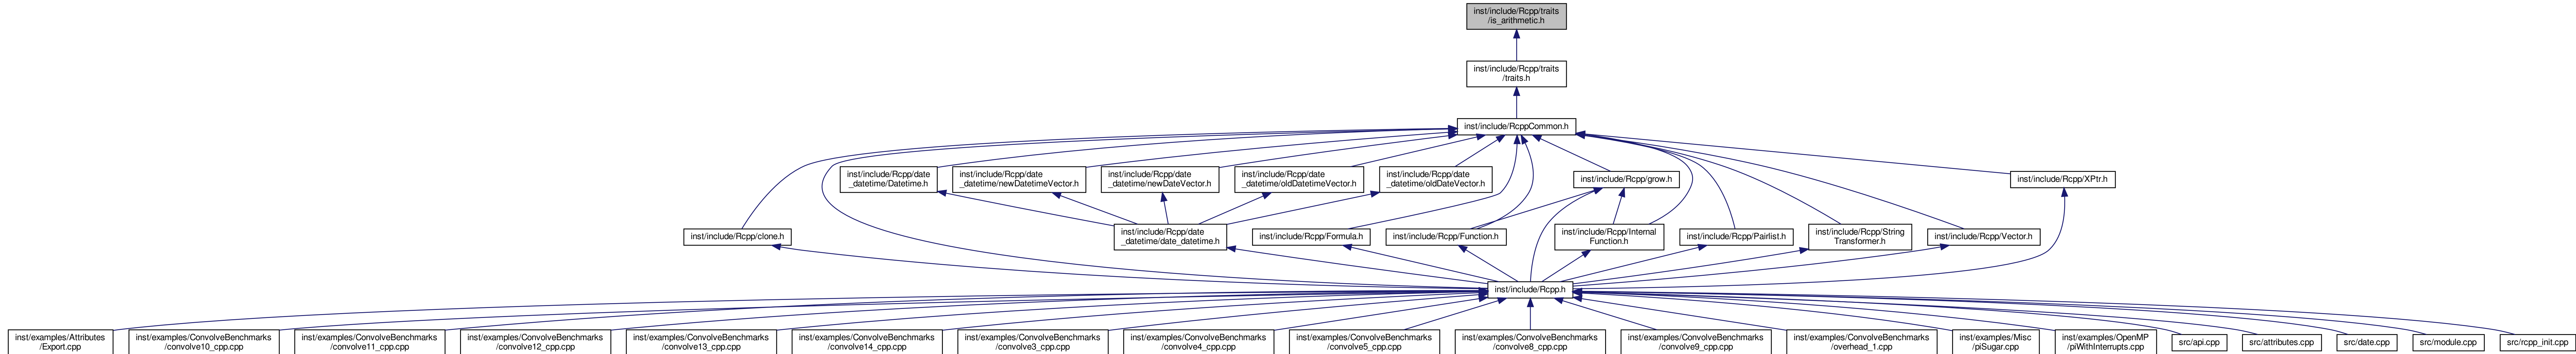 inst/include/Rcpp/traits
/is_arithmetic.h
inst/include/Rcpp/traits
/traits.h
inst/include/RcppCommon.h
inst/include/Rcpp/date
_datetime/Datetime.h
inst/include/Rcpp/date
_datetime/newDatetimeVector.h
inst/include/Rcpp/date
_datetime/newDateVector.h
inst/include/Rcpp/date
_datetime/oldDatetimeVector.h
inst/include/Rcpp/date
_datetime/oldDateVector.h
inst/include/Rcpp/grow.h
inst/include/Rcpp/XPtr.h
inst/include/Rcpp/clone.h
inst/include/Rcpp/date
_datetime/date_datetime.h
inst/include/Rcpp/Formula.h
inst/include/Rcpp/Function.h
inst/include/Rcpp/Internal
Function.h
inst/include/Rcpp/Pairlist.h
inst/include/Rcpp/String
Transformer.h
inst/include/Rcpp/Vector.h
inst/include/Rcpp.h
inst/examples/Attributes
/Export.cpp
inst/examples/ConvolveBenchmarks
/convolve10_cpp.cpp
inst/examples/ConvolveBenchmarks
/convolve11_cpp.cpp
inst/examples/ConvolveBenchmarks
/convolve12_cpp.cpp
inst/examples/ConvolveBenchmarks
/convolve13_cpp.cpp
inst/examples/ConvolveBenchmarks
/convolve14_cpp.cpp
inst/examples/ConvolveBenchmarks
/convolve3_cpp.cpp
inst/examples/ConvolveBenchmarks
/convolve4_cpp.cpp
inst/examples/ConvolveBenchmarks
/convolve5_cpp.cpp
inst/examples/ConvolveBenchmarks
/convolve8_cpp.cpp
inst/examples/ConvolveBenchmarks
/convolve9_cpp.cpp
inst/examples/ConvolveBenchmarks
/overhead_1.cpp
inst/examples/Misc
/piSugar.cpp
inst/examples/OpenMP
/piWithInterrupts.cpp
src/api.cpp
src/attributes.cpp
src/date.cpp
src/module.cpp
src/rcpp_init.cpp